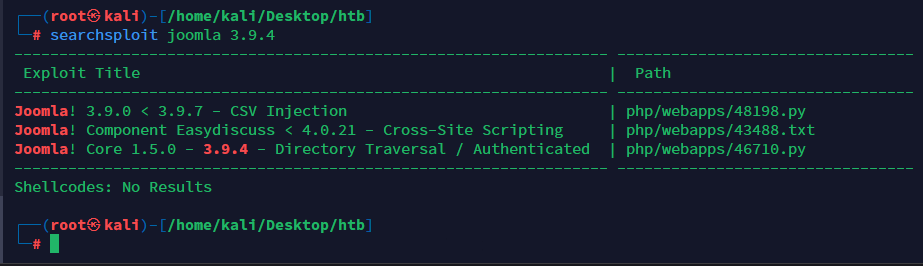 ┌──(root㉿kali)-[/home/kali/Desktop/htb]
└─# searchsploit joomla 3.9.4
------------------------------------------------------------------ ---------------------------------
 Exploit Title                                                    |  Path
------------------------------------------------------------------ ---------------------------------
Joomla! 3.9.0 < 3.9.7 - CSV Injection                             | php/webapps/48198.py
Joomla! Component Easydiscuss < 4.0.21 - Cross-Site Scripting     | php/webapps/43488.txt
Joomla! Core 1.5.0 - 3.9.4 - Directory Traversal / Authenticated  | php/webapps/46710.py
------------------------------------------------------------------ ---------------------------------
Shellcodes: No Results
┌──(root㉿kali)-[/home/kali/Desktop/htb]
└─#